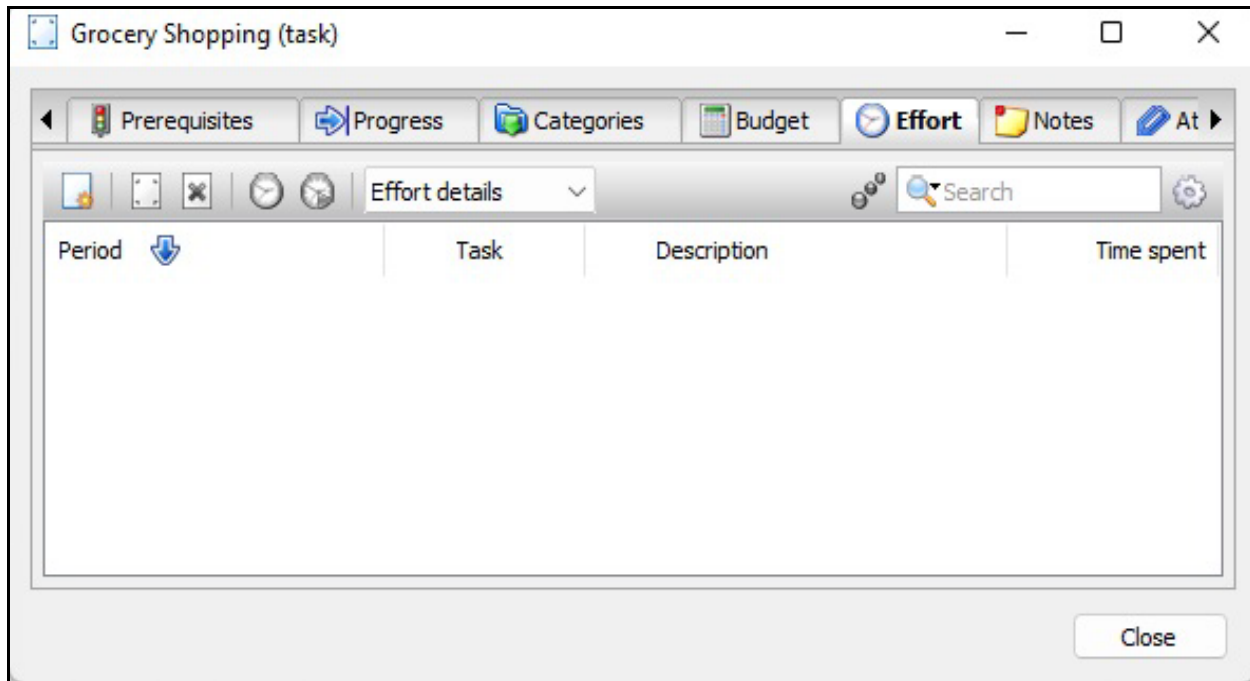 Grocery Shopping (task)
Prerequisites Progress Categories Budget Effort Notes At
Effort details Search
Period Task Description Time spent
Close